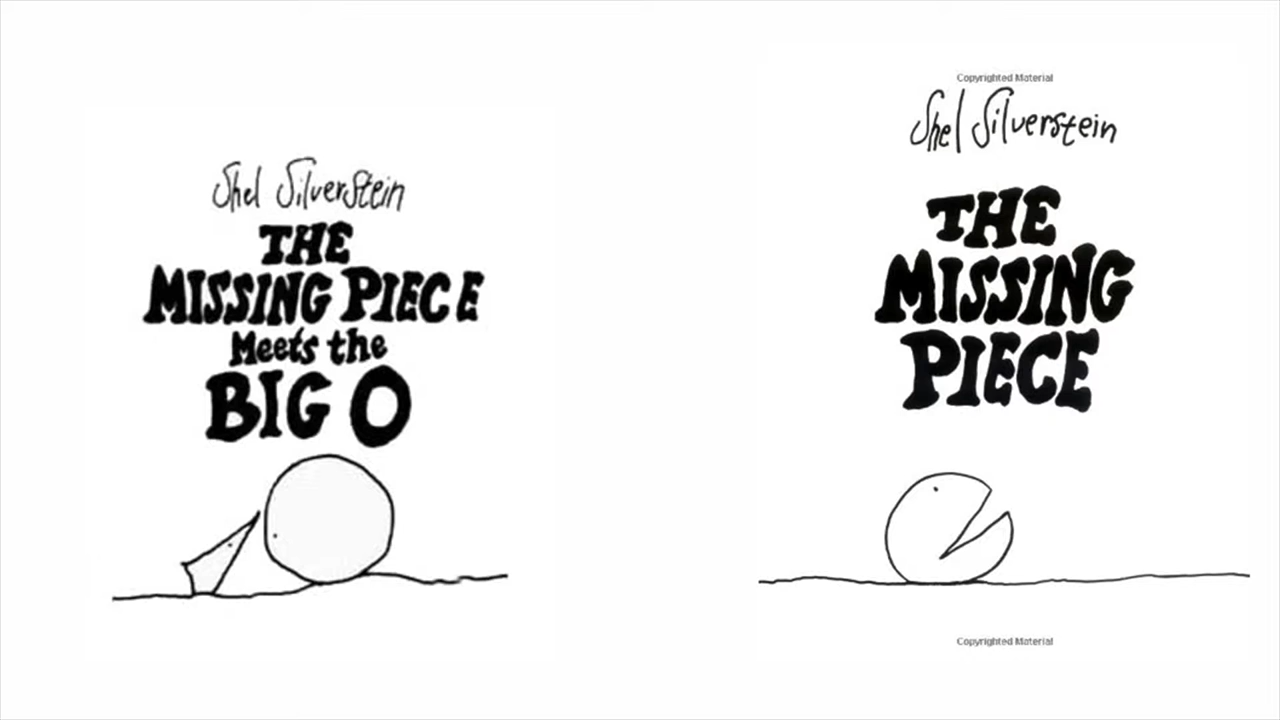 Shel Silverstein
THE
MISSING PIECE
Meets the
BIG O
Copyrighted Material
Shel Silverstein
THE
MISSING
PIECE
Copyrighted Material